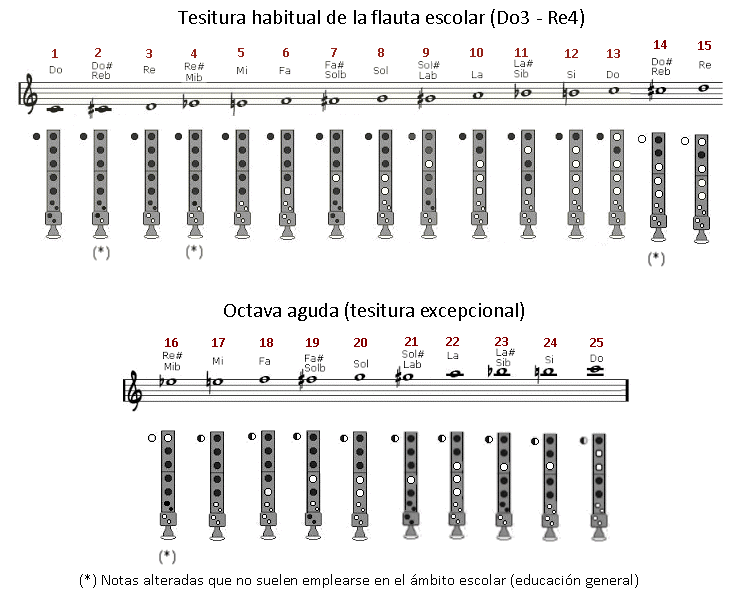 Tesitura habitual de la flauta escolar (Do3 - Re4)
1 2 3 4 5 6 7 8 9 10 11 12 13 14 15
Do Do# Reb Re Re# Mib Mi Fa Fa# Solb Sol Sol# Lab La La# Sib Si Do Do# Reb Re
(*) (*) (*)
Octava aguda (tesitura excepcional)
16 17 18 19 20 21 22 23 24 25
Re# Mib Mi Fa Fa# Solb Sol Sol# Lab La La# Sib Si Do
(*)
(*) Notas alteradas que no suelen emplearse en el ámbito escolar (educación general)